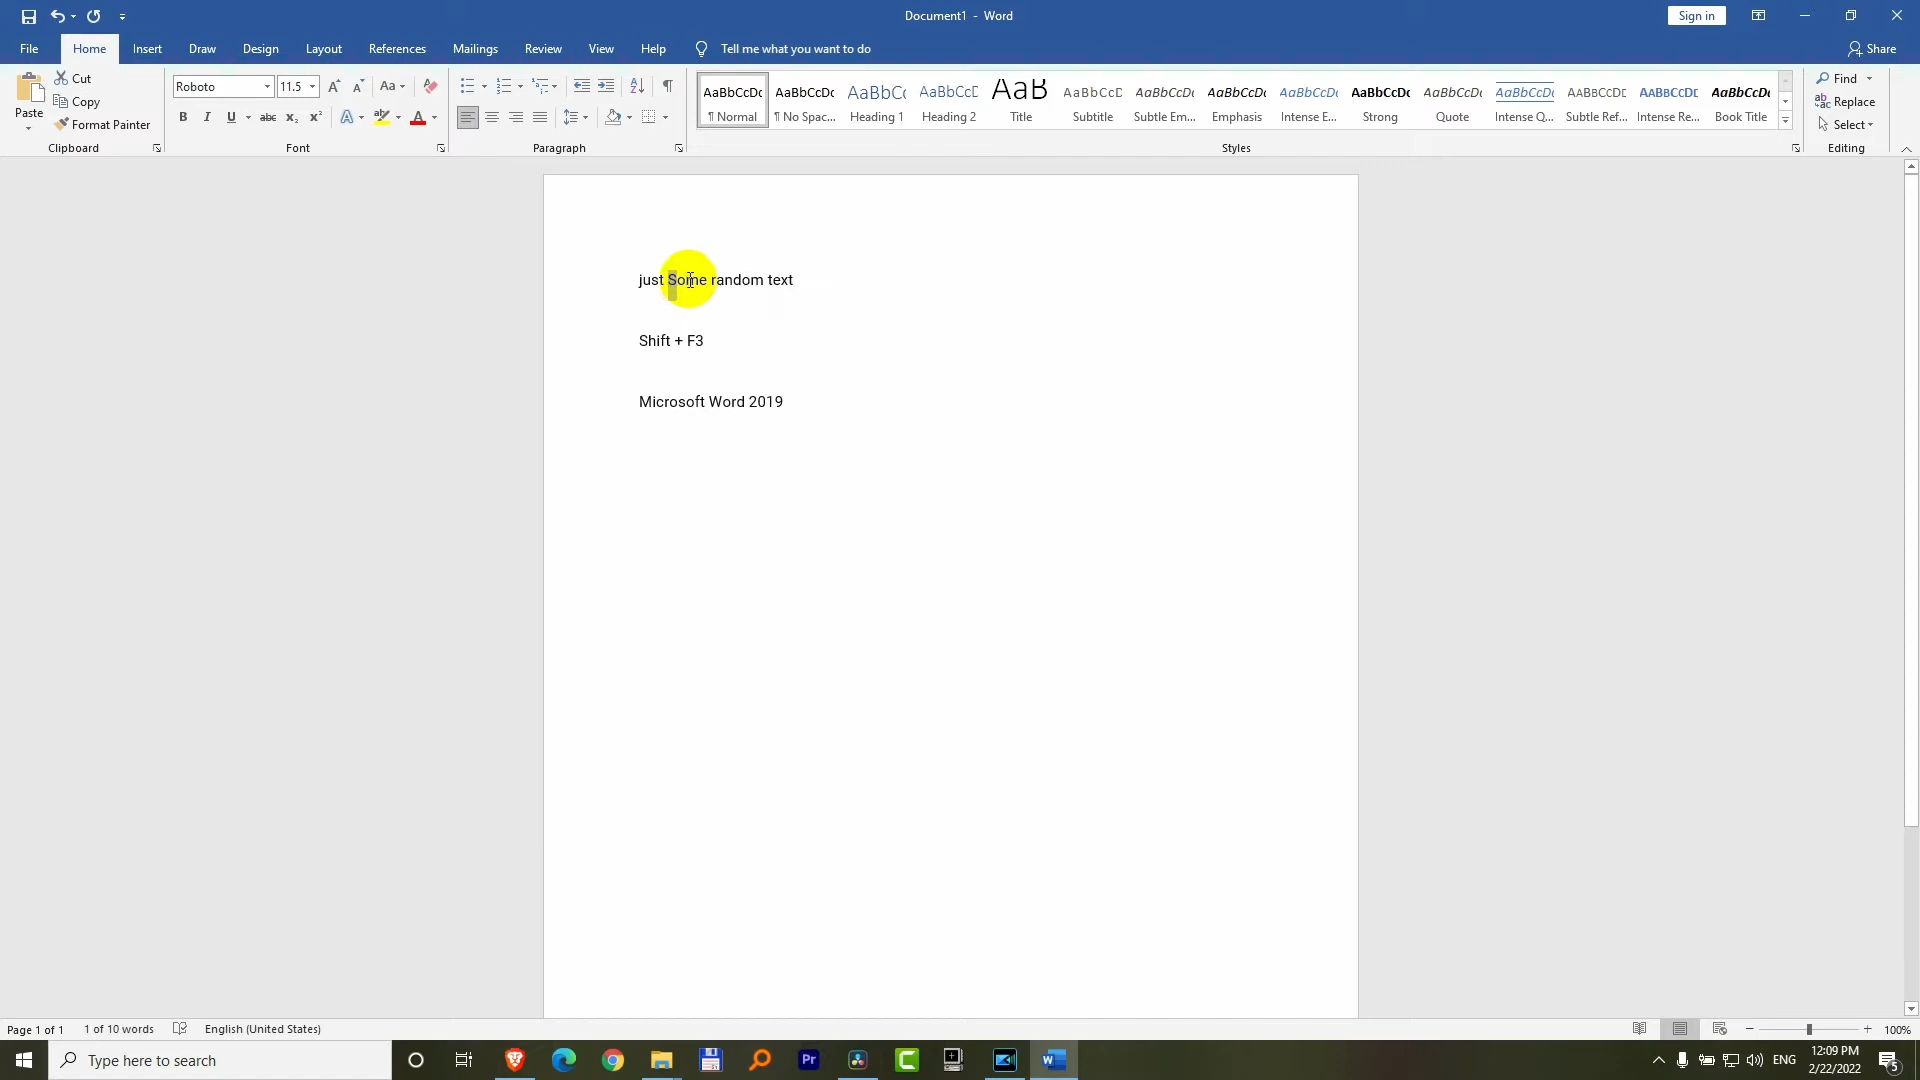 Document1 - Word
Sign in
File Home Insert Draw Design Layout References Mailings Review View Help Tell me what you want to do Share
Paste
Cut
Copy
Format Painter
Clipboard
Roboto 11.5
Font
Paragraph
AaBbCcDc AaBbCcDc AaBbCc AaBbCcD AaB AaBbCcD AaBbCcDc AaBbCcDc AaBbCcDc AaBbCcDc AaBbCcDc AaBbCcDc AABBCCDE AABBCCDE AaBbCcDc
¶ Normal ¶ No Spac... Heading 1 Heading 2 Title Subtitle Subtle Em... Emphasis Intense E... Strong Quote Intense Q... Subtle Ref... Intense Re... Book Title
Styles
Find
Replace
Select
Editing
just Some random text
Shift + F3
Microsoft Word 2019
Page 1 of 1 1 of 10 words English (United States) 100%
Type here to search
Pr
ENG
12:09 PM
2/22/2022
5